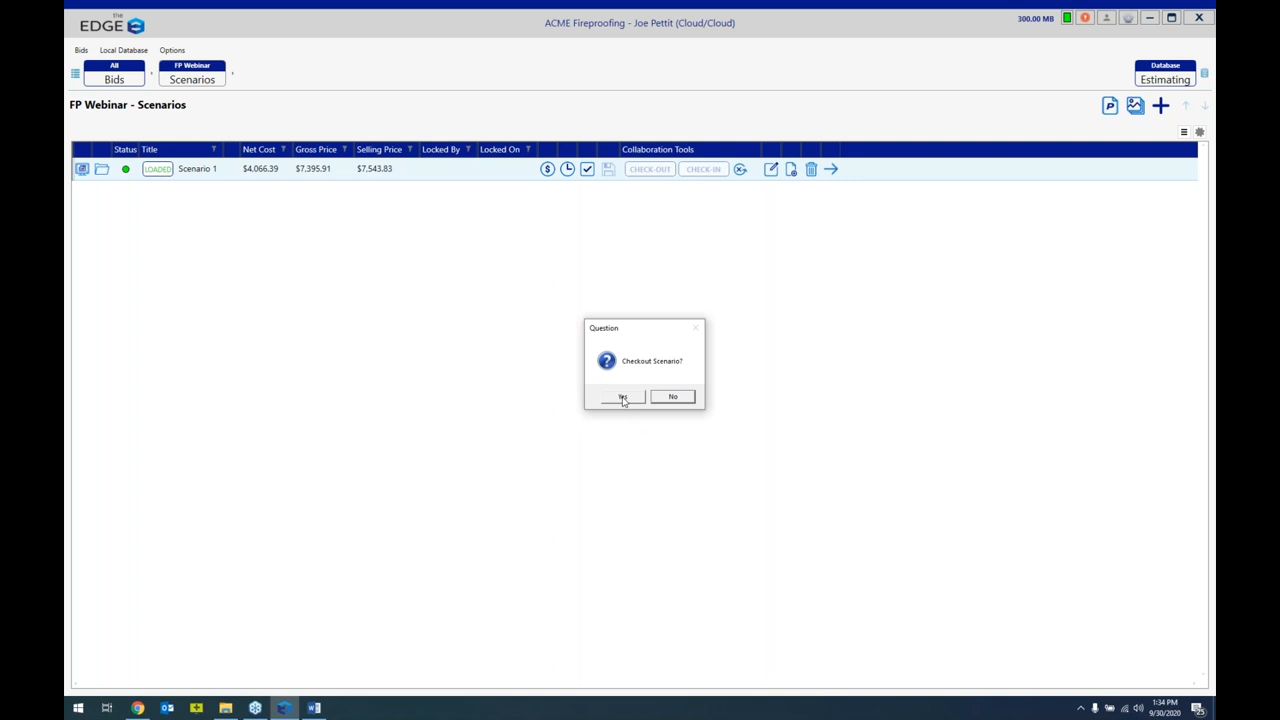 the
EDGE
ACME Fireproofing - Joe Pettit (Cloud/Cloud)
300.00 MB
Bids Local Database Options
All
Bids
FP Webinar
Scenarios
Database
Estimating
FP Webinar - Scenarios
P
Status Title Net Cost Gross Price Selling Price Locked By Locked On Collaboration Tools
LOADED Scenario 1 $4,066.39 $7,395.91 $7,543.83 $ CHECK-OUT CHECK-IN
Question
Checkout Scenario?
Yes No
1:34 PM
9/30/2020
25